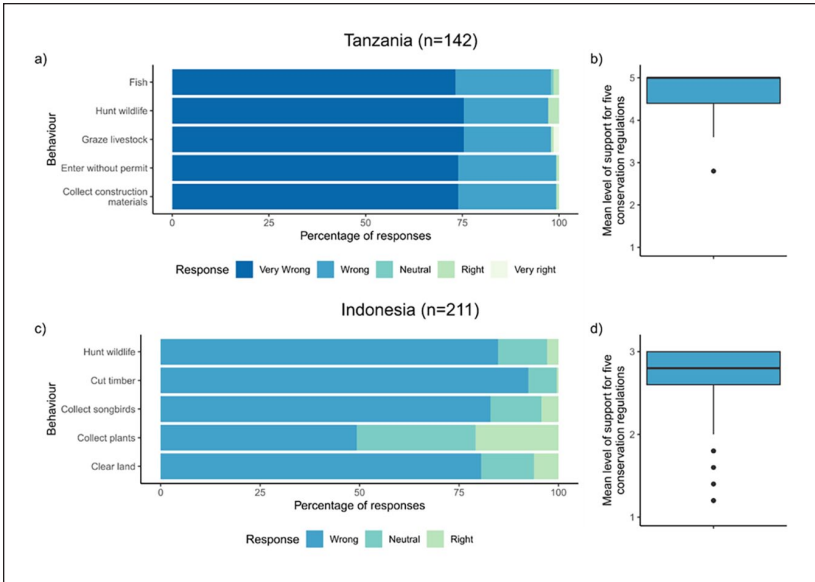 Tanzania (n=142)
a)
Behaviour
Fish
Hunt wildlife
Graze livestock
Enter without permit
Collect construction
materials
0 25 50 75 100
Percentage of responses
Response Very Wrong Wrong Neutral Right Very right
b)
Mean level of support for five
conservation regulations
5
4
3
2
1
Indonesia (n=211)
c)
Behaviour
Hunt wildlife
Cut timber
Collect songbirds
Collect plants
Clear land
0 25 50 75 100
Percentage of responses
Response Wrong Neutral Right
d)
Mean level of support for five
conservation regulations
3
2
1